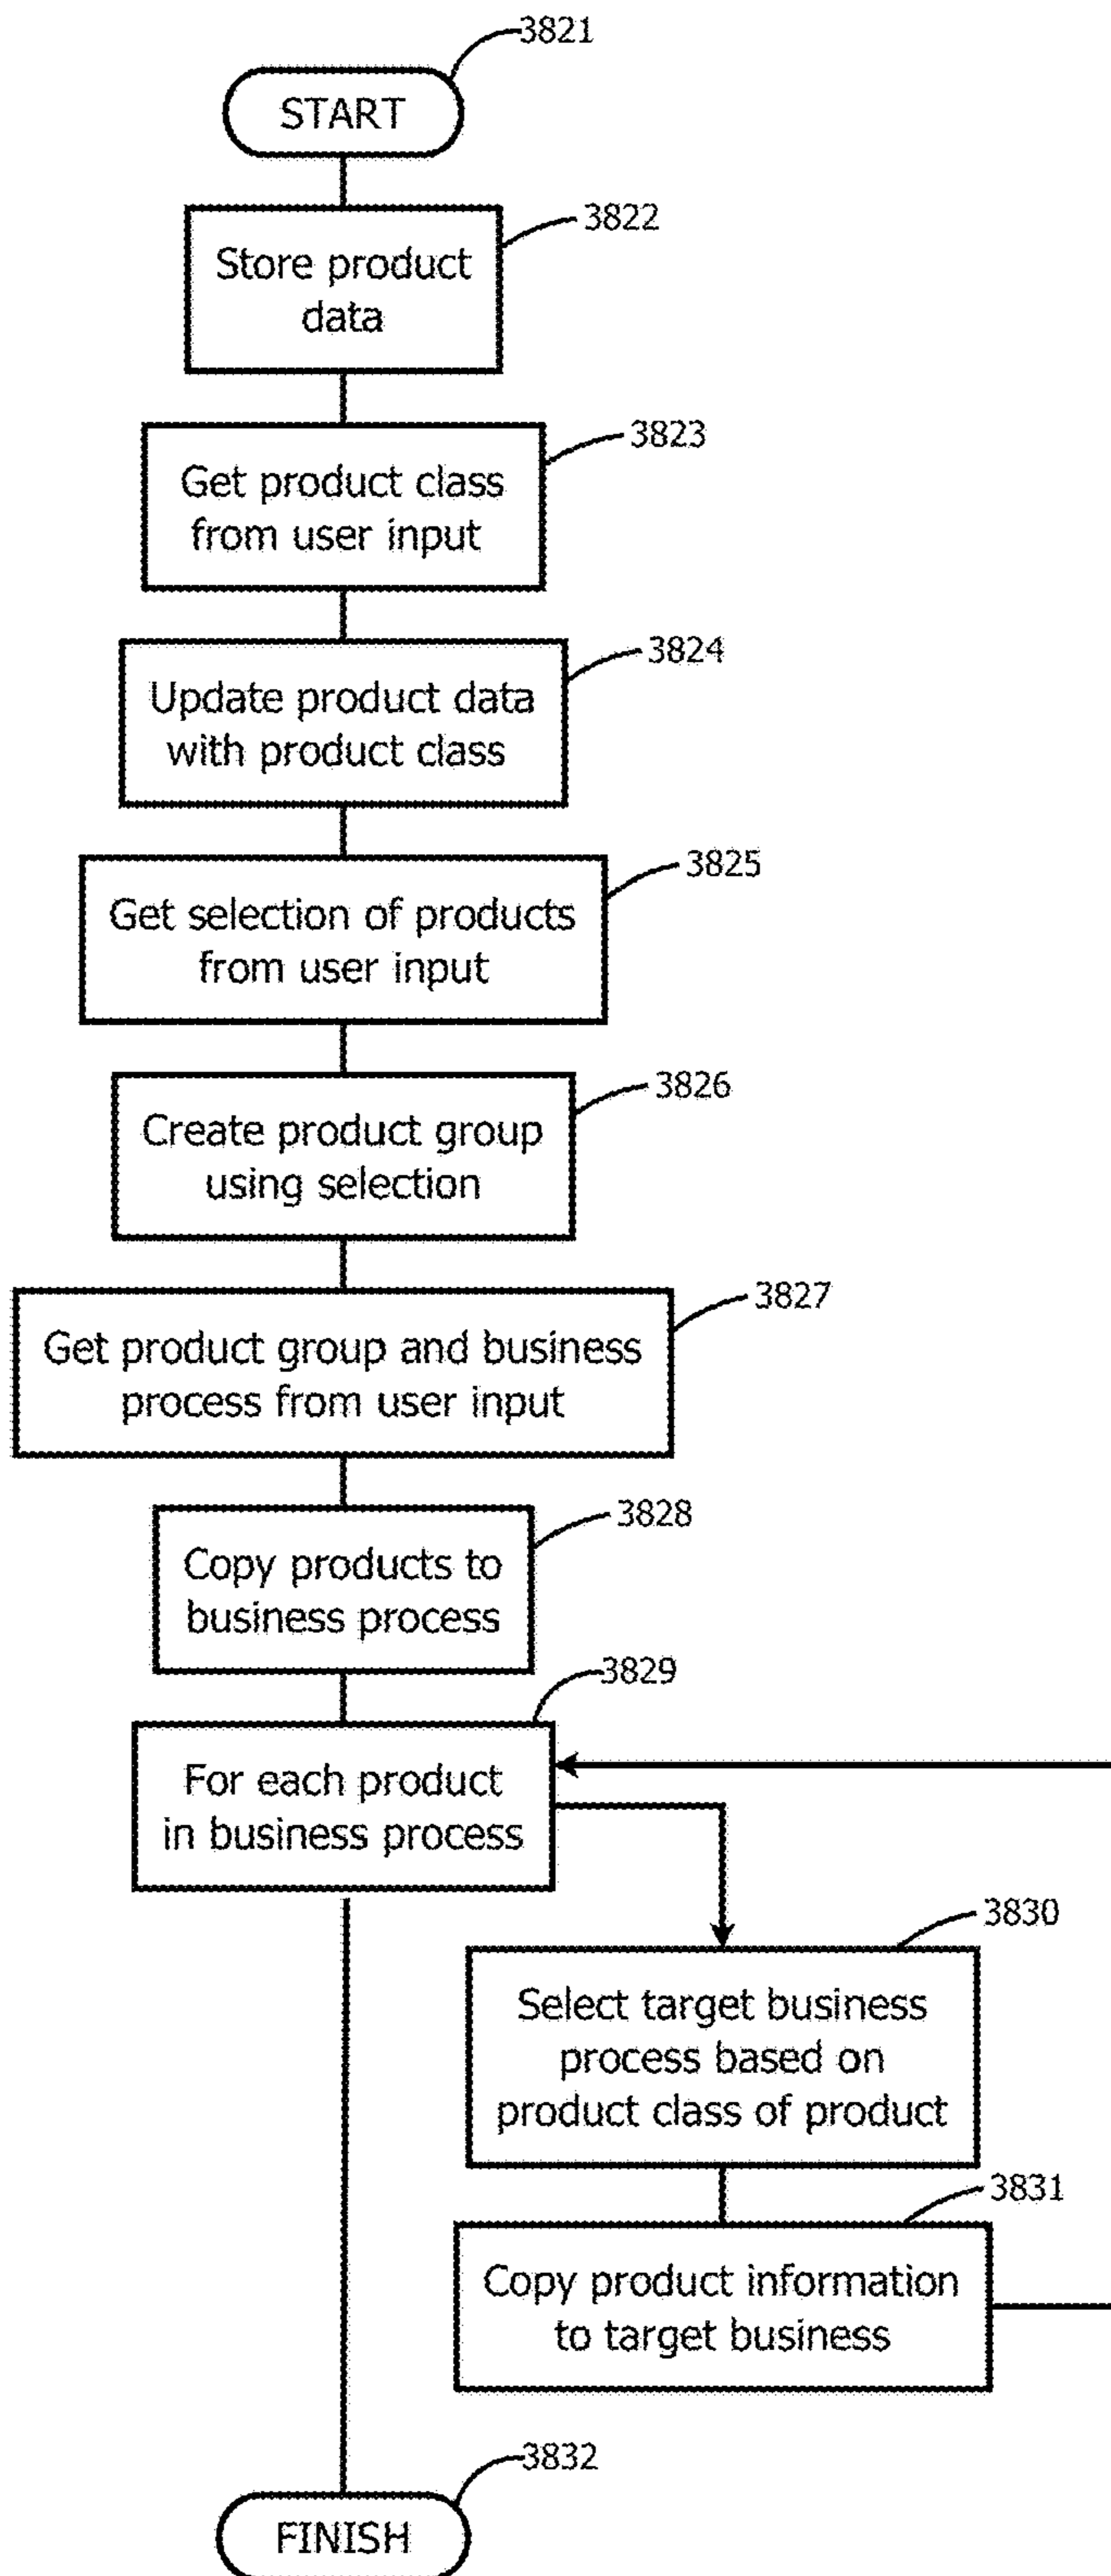 3821
START
3822
Store product
data
3823
Get product class
from user input
3824
Update product data
with product class
3825
Get selection of products
from user input
3826
Create product group
using selection
3827
Get product group and business
process from user input
3828
Copy products to
business process
3829
For each product
in business process
3830
Select target business
process based on
product class of product
3831
Copy product information
to target business
3832
FINISH